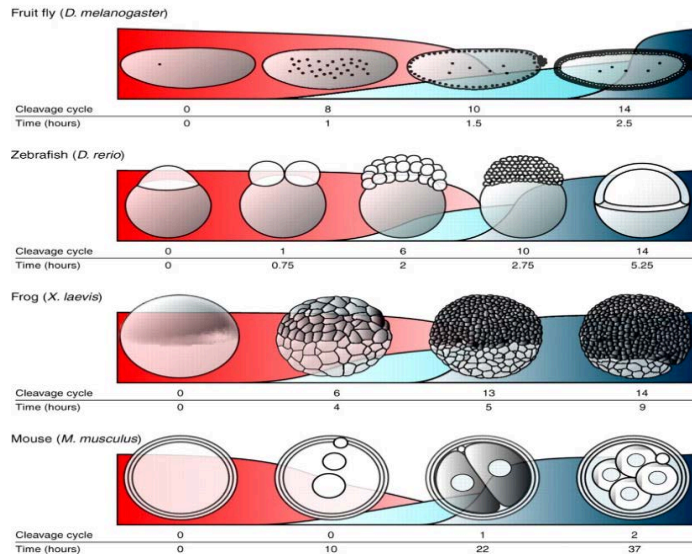 Fruit fly (D. melanogaster)
Cleavage cycle 0 8 10 14
Time (hours) 0 1 1.5 2.5
Zebrafish (D. rerio)
Cleavage cycle 0 1 6 10 14
Time (hours) 0 0.75 2 2.75 5.25
Frog (X. laevis)
Cleavage cycle 0 6 13 14
Time (hours) 0 4 5 9
Mouse (M. musculus)
Cleavage cycle 0 0 1 2
Time (hours) 0 10 22 37